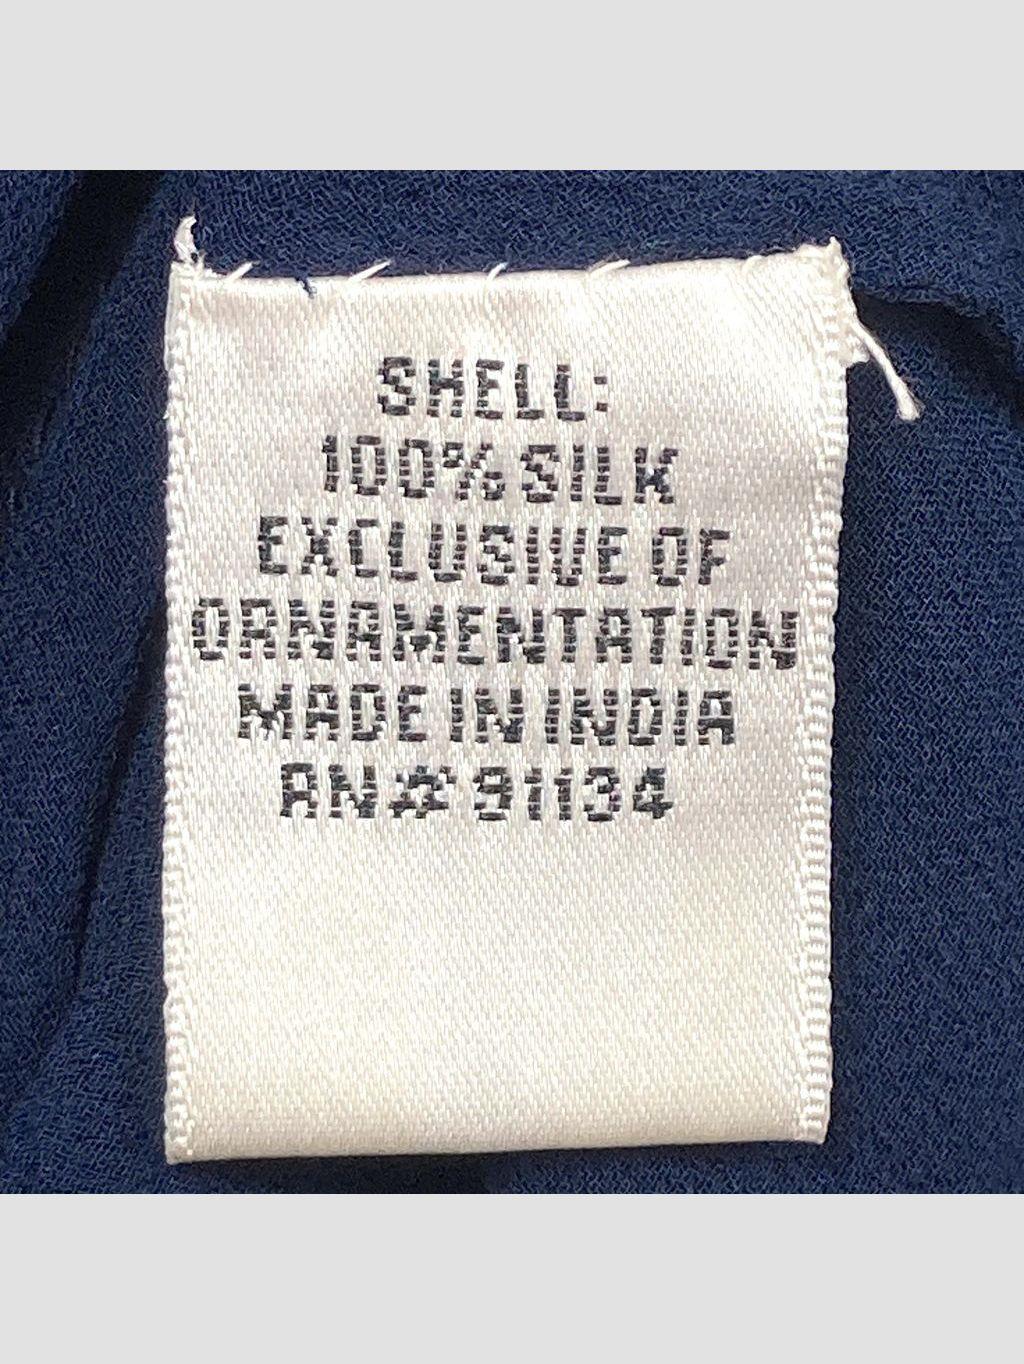 SHELL:
100% SILK
EXCLUSIVE OF
ORNAMENTATION
MADE IN INDIA
RN# 91134